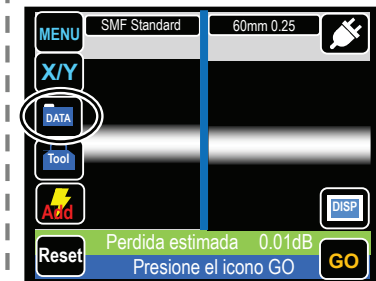 MENU
SMF Standard
60mm 0.25
X/Y
DATA
Tool
Add
DISP
Perdida estimada 0.01dB
Reset
Presione el icono GO
GO